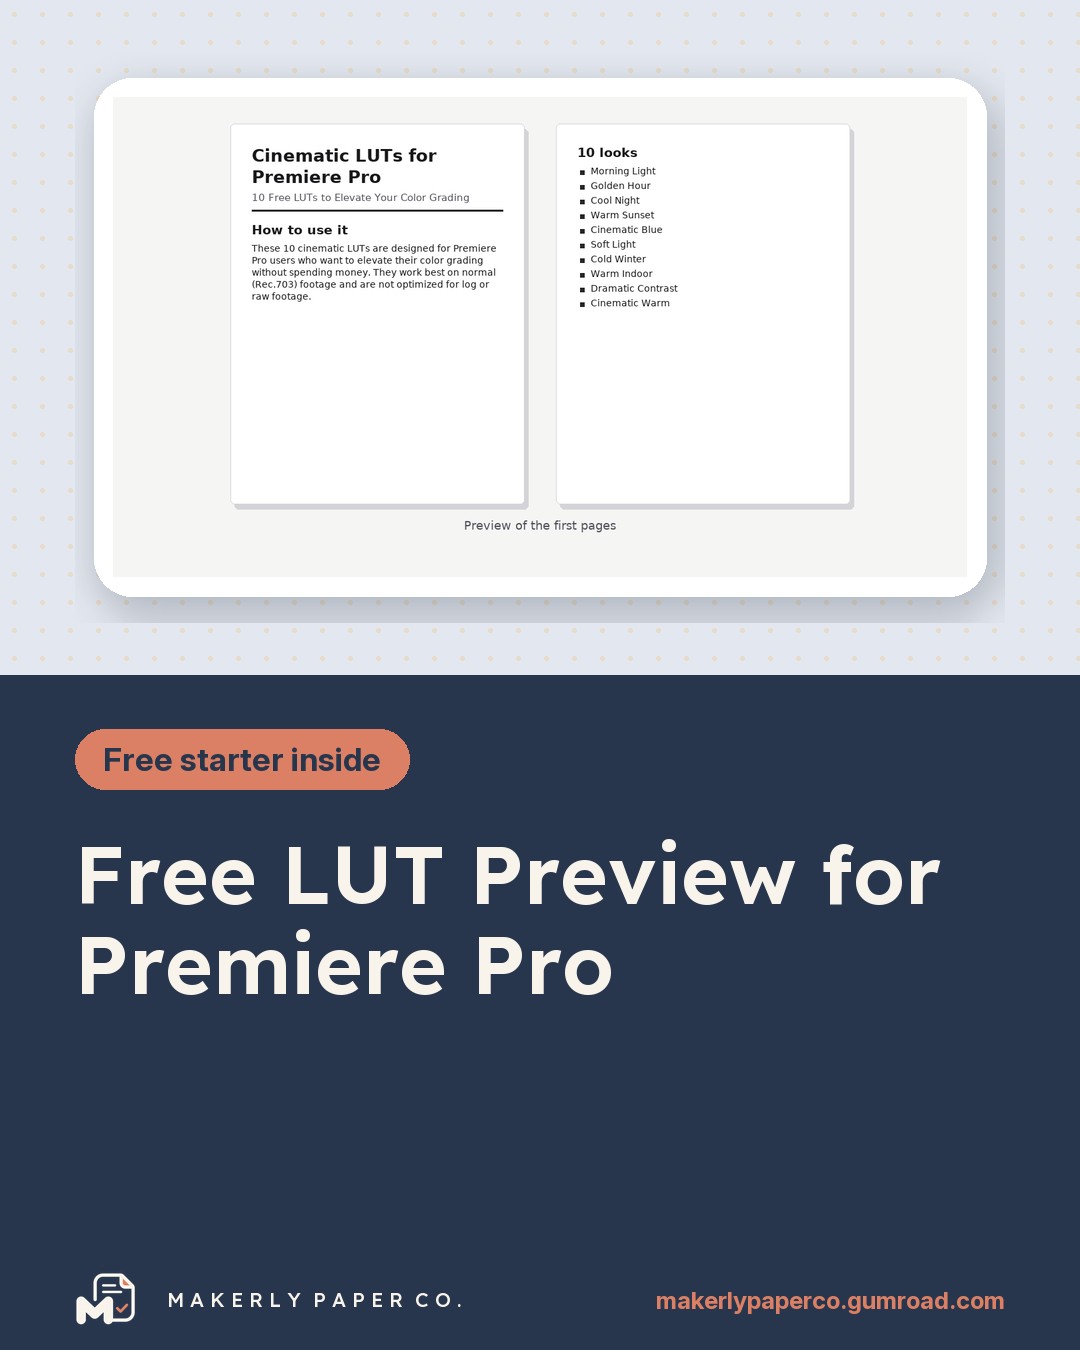 Cinematic LUTs for
Premiere Pro
10 Free LUTs to Elevate Your Color Grading
How to use it
These 10 cinematic LUTs are designed for Premiere
Pro users who want to elevate their color grading
without spending money. They work best on normal
(Rec.703) footage and are not optimized for log or
raw footage.
10 looks
▪ Morning Light
▪ Golden Hour
▪ Cool Night
▪ Warm Sunset
▪ Cinematic Blue
▪ Soft Light
▪ Cold Winter
▪ Warm Indoor
▪ Dramatic Contrast
▪ Cinematic Warm
Preview of the first pages
Free starter inside
Free LUT Preview for
Premiere Pro
MAKERLY PAPER CO.
makerlypaperco.gumroad.com